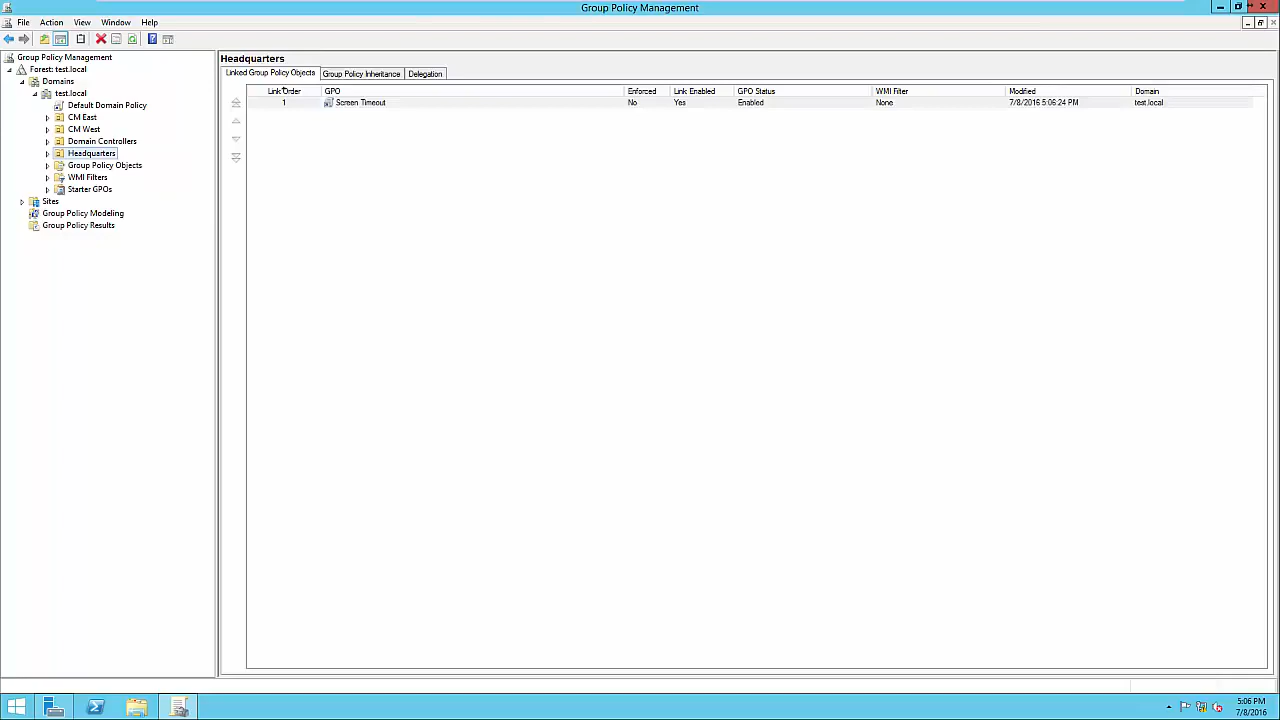 Group Policy Management
File Action View Window Help
Group Policy Management
Forest: test.local
Domains
test.local
Default Domain Policy
CM East
CM West
Domain Controllers
Headquarters
Group Policy Objects
WMI Filters
Starter GPOs
Sites
Group Policy Modeling
Group Policy Results
Headquarters
Linked Group Policy Objects Group Policy Inheritance Delegation
Link Order GPO Enforced Link Enabled GPO Status WMI Filter Modified Domain
1 Screen Timeout No Yes Enabled None 7/8/2016 5:06:24 PM test.local
5:06 PM
7/8/2016